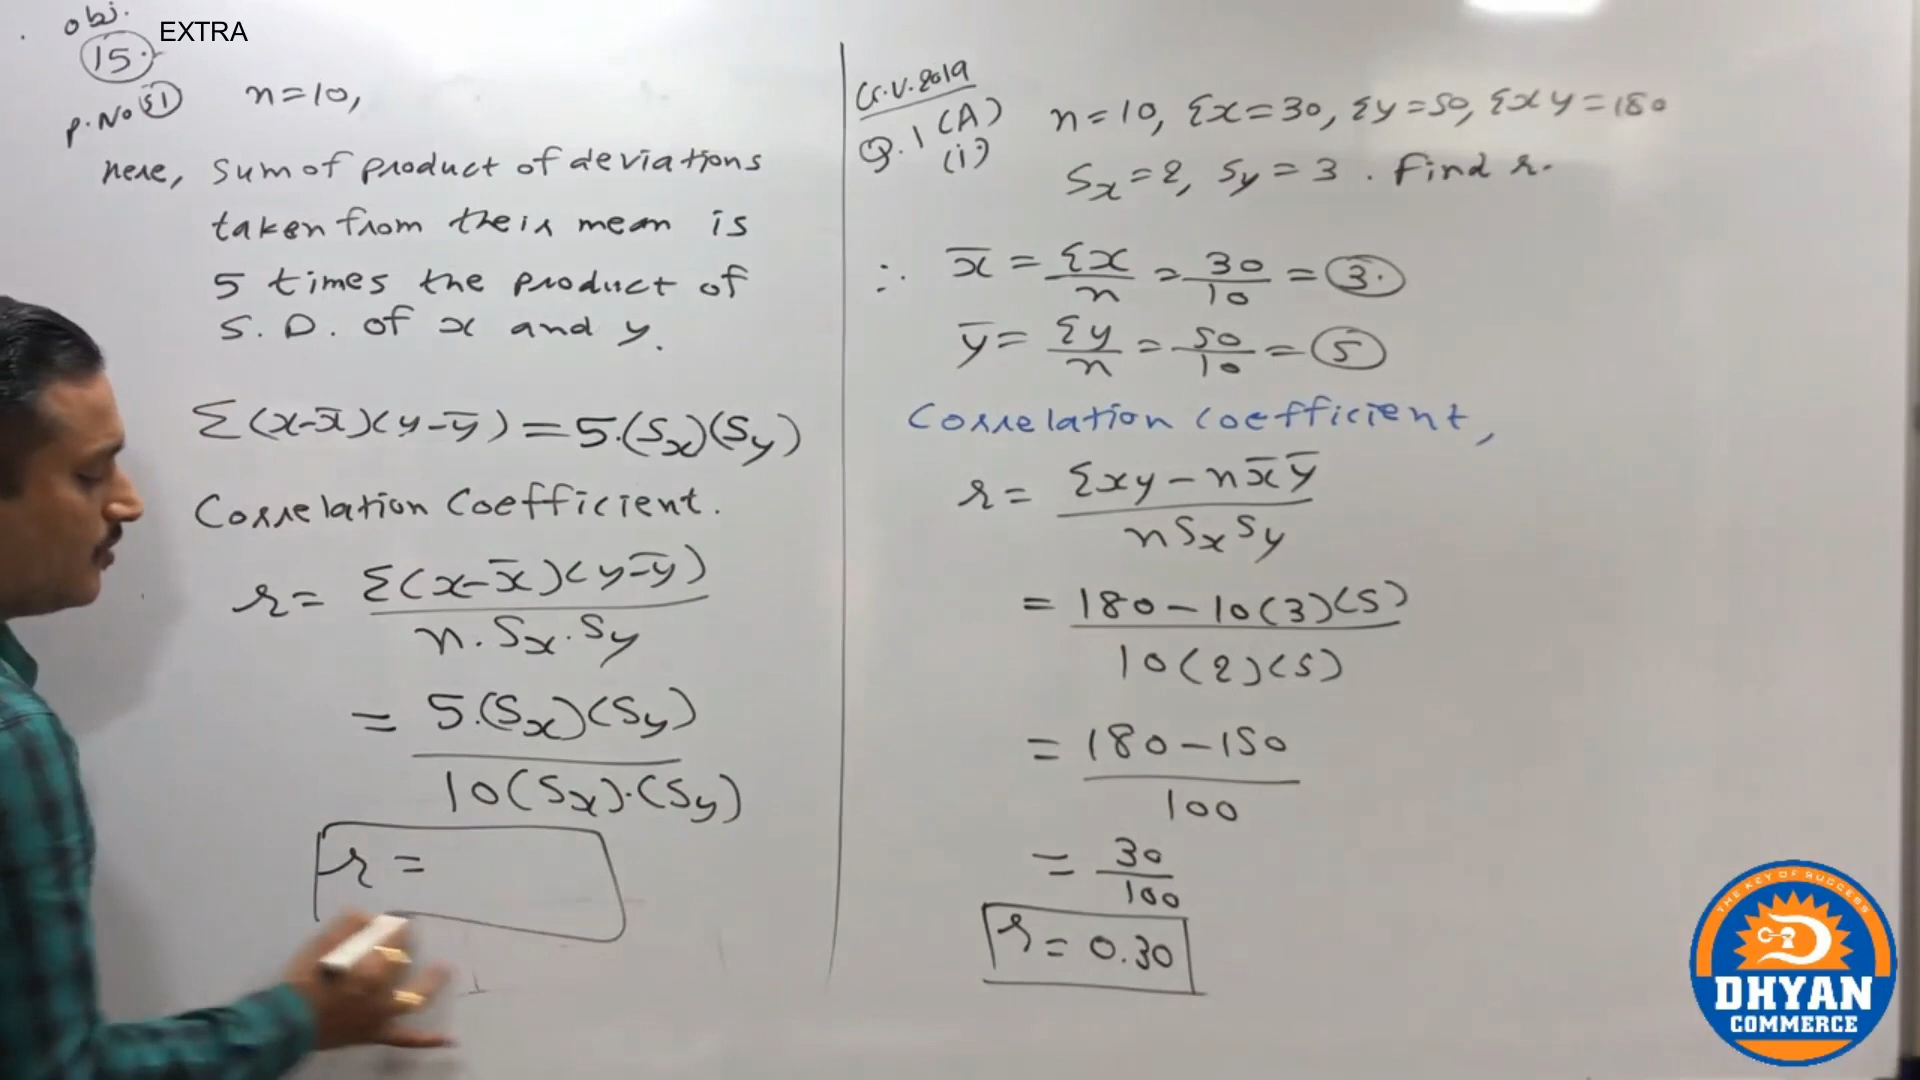 obj.
15.
EXTRA
P.No 51
n=10,
here, sum of product of deviations
taken from their mean is
5 times the product of
S.D. of x and y.
Σ(x-x̄)(y-ȳ)=5.(Sx)(Sy)
Correlation Coefficient.
r= Σ(x-x̄)(y-ȳ)
n.Sx.Sy
= 5.(Sx)(Sy)
10(Sx).(Sy)
r =
G.U.2019
Q.1 (A)
(i)
n=10, Σx=30, Σy=50, Σxy=180
Sx=2, Sy=3. Find r.
∴ x̄ = Σx/n = 30/10 = 3.
ȳ = Σy/n = 50/10 = 5
Correlation coefficient,
r = Σxy - n x̄ ȳ
n Sx Sy
= 180-10(3)(5)
10(2)(5)
= 180-150
100
= 30
100
r = 0.30
THE KEY OF SUCCESS
DHYAN
COMMERCE